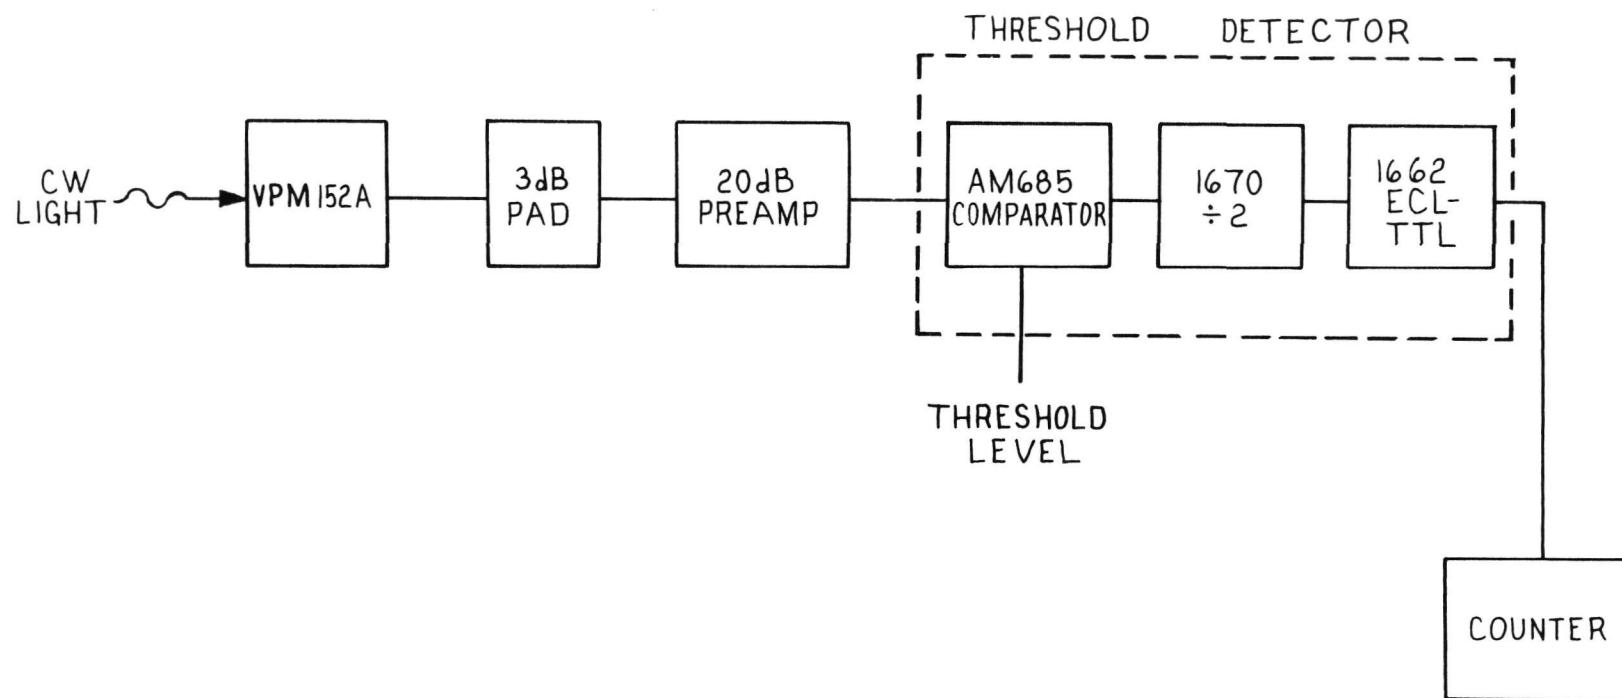 THRESHOLD DETECTOR
CW
LIGHT
VPM152A
3dB
PAD
20dB
PREAMP
AM685
COMPARATOR
1670
÷2
1662
ECL-
TTL
THRESHOLD
LEVEL
COUNTER